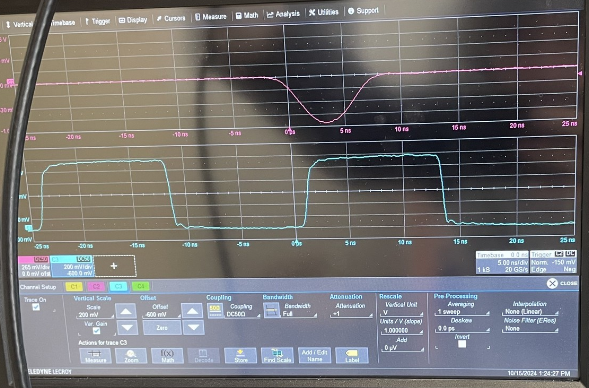 Vertical Timebase Trigger Display Cursors Measure Math Analysis Utilities Support
-15 ns -10 ns -5 ns 0 ns 5 ns 10 ns 15 ns 20 ns 25 ns
-25 ns -20 ns -15 ns -10 ns -5 ns 0 ns 5 ns 10 ns 15 ns 20 ns 25 ns
200 mV/div
-600.0 mV
+
Timebase 0.0 ns Trigger C2 DC
5.00 ns/div Norm. -150 mV
1 kS 20 GS/s Edge Neg
Channel Setup C1 C2 C3 C4 CLOSE
Trace On
Vertical Scale
Scale
200 mV
Var. Gain
Offset
Offset
-600 mV
Zero
Coupling
Coupling
DC50Ω
Bandwidth
Bandwidth
Full
Attenuation
Attenuation
÷1
Rescale
Vertical Unit
V
Units / V (slope)
1.000000
Add
0 µV
Pre-Processing
Averaging
1 sweep
Deskew
0.0 ps
Invert
Interpolation
None (Linear)
Noise Filter (ERes)
None
Actions for trace C3
Measure Zoom Math Decode Store Find Scale Add / Edit Name Label
TELEDYNE LECROY 10/15/2024 1:24:27 PM